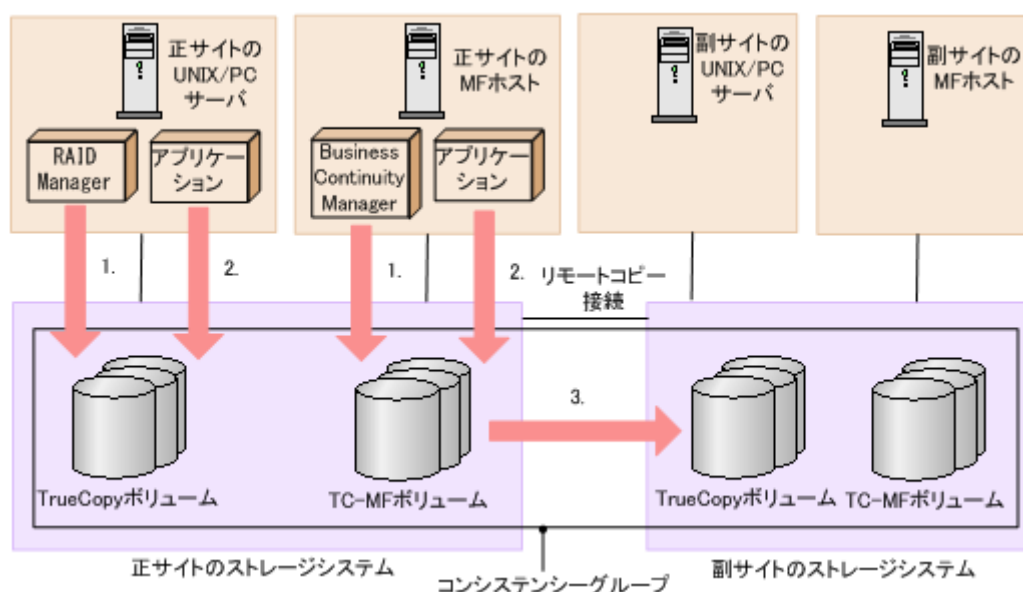 正サイトの
UNIX/PC
サーバ
正サイトの
MFホスト
副サイトの
UNIX/PC
サーバ
副サイトの
MFホスト
RAID
Manager
アプリケー
ション
Business
Continuity
Manager
アプリケー
ション
1.
2.
1.
2.
リモートコピー
接続
3.
TrueCopyボリューム
TC-MFボリューム
TrueCopyボリューム
TC-MFボリューム
正サイトのストレージシステム
コンシステンシーグループ
副サイトのストレージシステム